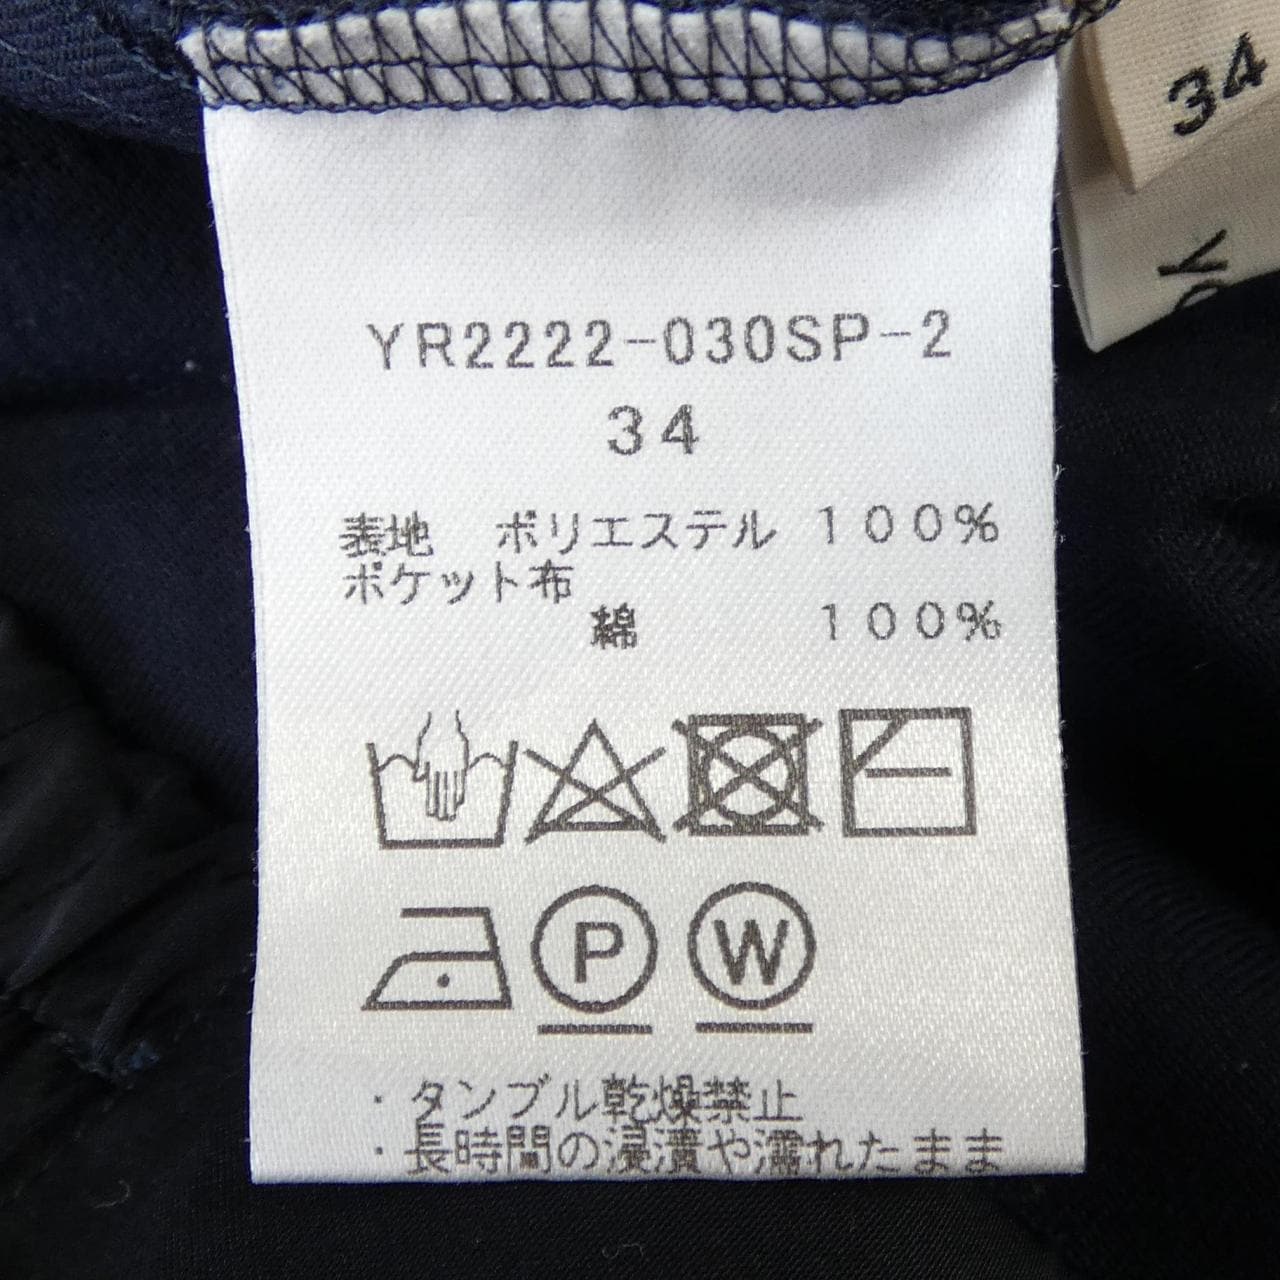 YR2222-030SP-2
34
表地 ポリエステル 100%
ポケット布
綿 100%
P W
・タンブル乾燥禁止
・長時間の浸漬や濡れたまま
34